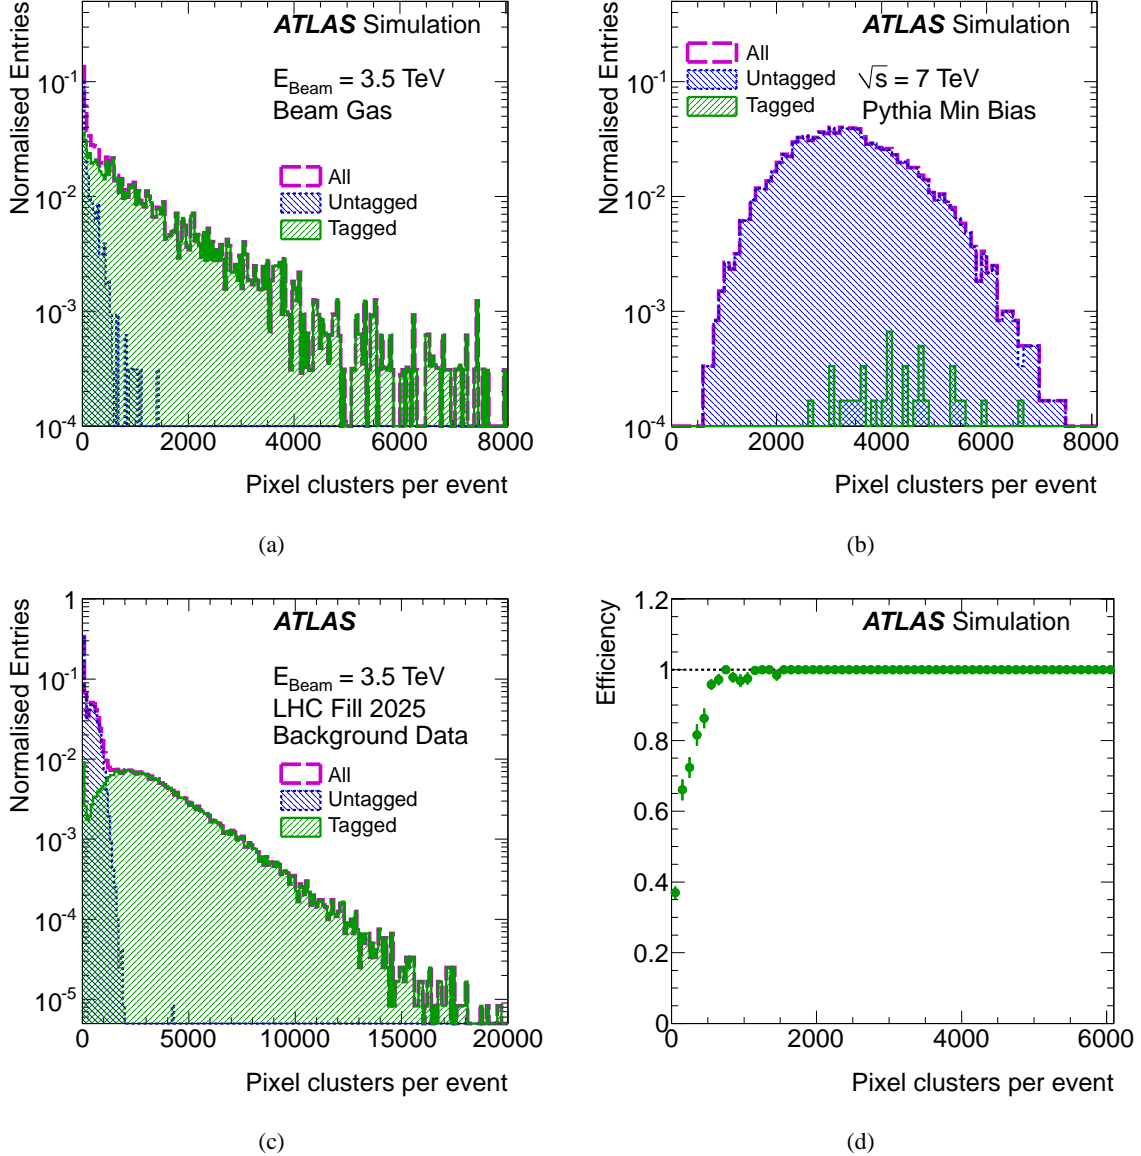 Normalised Entries
ATLAS Simulation
E_Beam = 3.5 TeV
Beam Gas
All
Untagged
Tagged
10^-1
10^-2
10^-3
10^-4
0 2000 4000 6000 8000
Pixel clusters per event
(a)
Normalised Entries
ATLAS Simulation
All
Untagged
Tagged
√s = 7 TeV
Pythia Min Bias
10^-1
10^-2
10^-3
10^-4
0 2000 4000 6000 8000
Pixel clusters per event
(b)
Normalised Entries
ATLAS
E_Beam = 3.5 TeV
LHC Fill 2025
Background Data
All
Untagged
Tagged
1
10^-1
10^-2
10^-3
10^-4
10^-5
0 5000 10000 15000 20000
Pixel clusters per event
(c)
Efficiency
ATLAS Simulation
1.2
1
0.8
0.6
0.4
0.2
0
0 2000 4000 6000
Pixel clusters per event
(d)